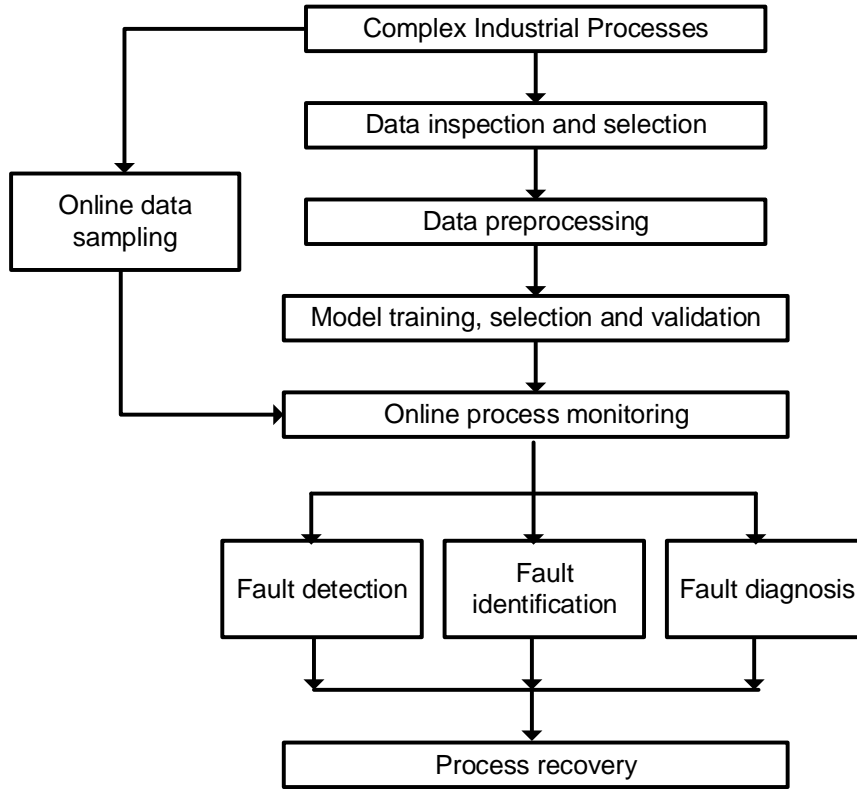 Complex Industrial Processes
Data inspection and selection
Online data
sampling
Data preprocessing
Model training, selection and validation
Online process monitoring
Fault detection
Fault
identification
Fault diagnosis
Process recovery